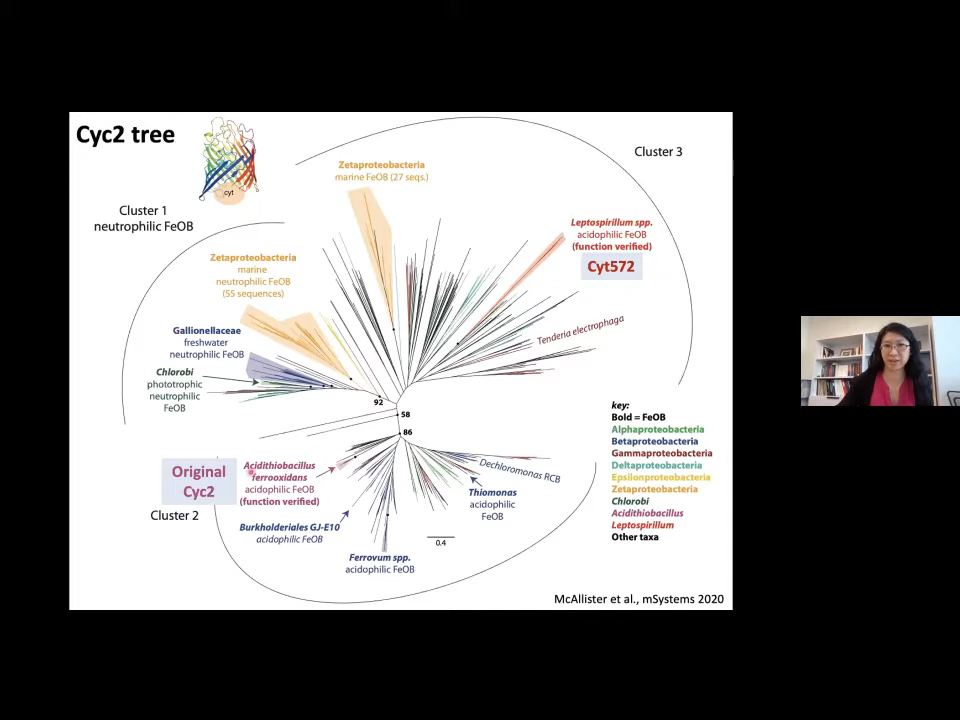 Cyc2 tree
cyt
Cluster 1
neutrophilic FeOB
Zetaproteobacteria
marine FeOB (27 seqs.)
Cluster 3
Leptospirillum spp.
acidophilic FeOB
(function verified)
Cyt572
Zetaproteobacteria
marine
neutrophilic FeOB
(55 sequences)
Gallionellaceae
freshwater
neutrophilic FeOB
Chlorobi
phototrophic
neutrophilic
FeOB
Tenderia electrophaga
92
58
86
Original
Cyc2
Cluster 2
Acidithiobacillus
ferrooxidans
acidophilic FeOB
(function verified)
Burkholderiales GJ-E10
acidophilic FeOB
Ferrovum spp.
acidophilic FeOB
Dechloromonas RCB
Thiomonas
acidophilic
FeOB
0.4
key:
Bold = FeOB
Alphaproteobacteria
Betaproteobacteria
Gammaproteobacteria
Deltaproteobacteria
Epsilonproteobacteria
Zetaproteobacteria
Chlorobi
Acidithiobacillus
Leptospirillum
Other taxa
McAllister et al., mSystems 2020